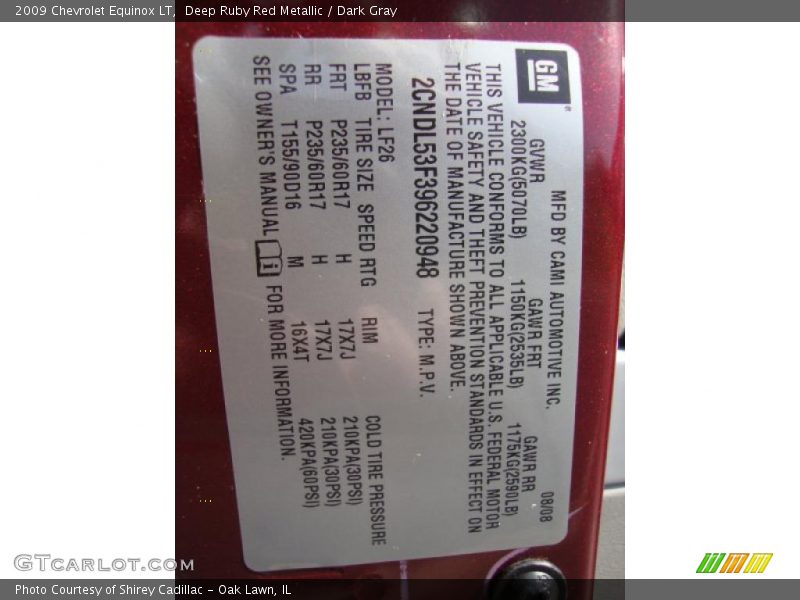 2009 Chevrolet Equinox LT, Deep Ruby Red Metallic / Dark Gray
GM
MFD BY CAMI AUTOMOTIVE INC. 08/08
GVWR GAWR FRT GAWR RR
2300KG(5070LB) 1150KG(2535LB) 1175KG(2590LB)
THIS VEHICLE CONFORMS TO ALL APPLICABLE U.S. FEDERAL MOTOR
VEHICLE SAFETY AND THEFT PREVENTION STANDARDS IN EFFECT ON
THE DATE OF MANUFACTURE SHOWN ABOVE.
2CNDL53F396220948 TYPE: M.P.V.
MODEL: LF26
LBFB TIRE SIZE SPEED RTG RIM COLD TIRE PRESSURE
FRT P235/60R17 H 17X7J 210KPA(30PSI)
RR P235/60R17 H 17X7J 210KPA(30PSI)
SPA T155/90D16 M 16X4T 420KPA(60PSI)
SEE OWNER'S MANUAL i FOR MORE INFORMATION.
GTCarLot.com
Photo Courtesy of Shirey Cadillac - Oak Lawn, IL